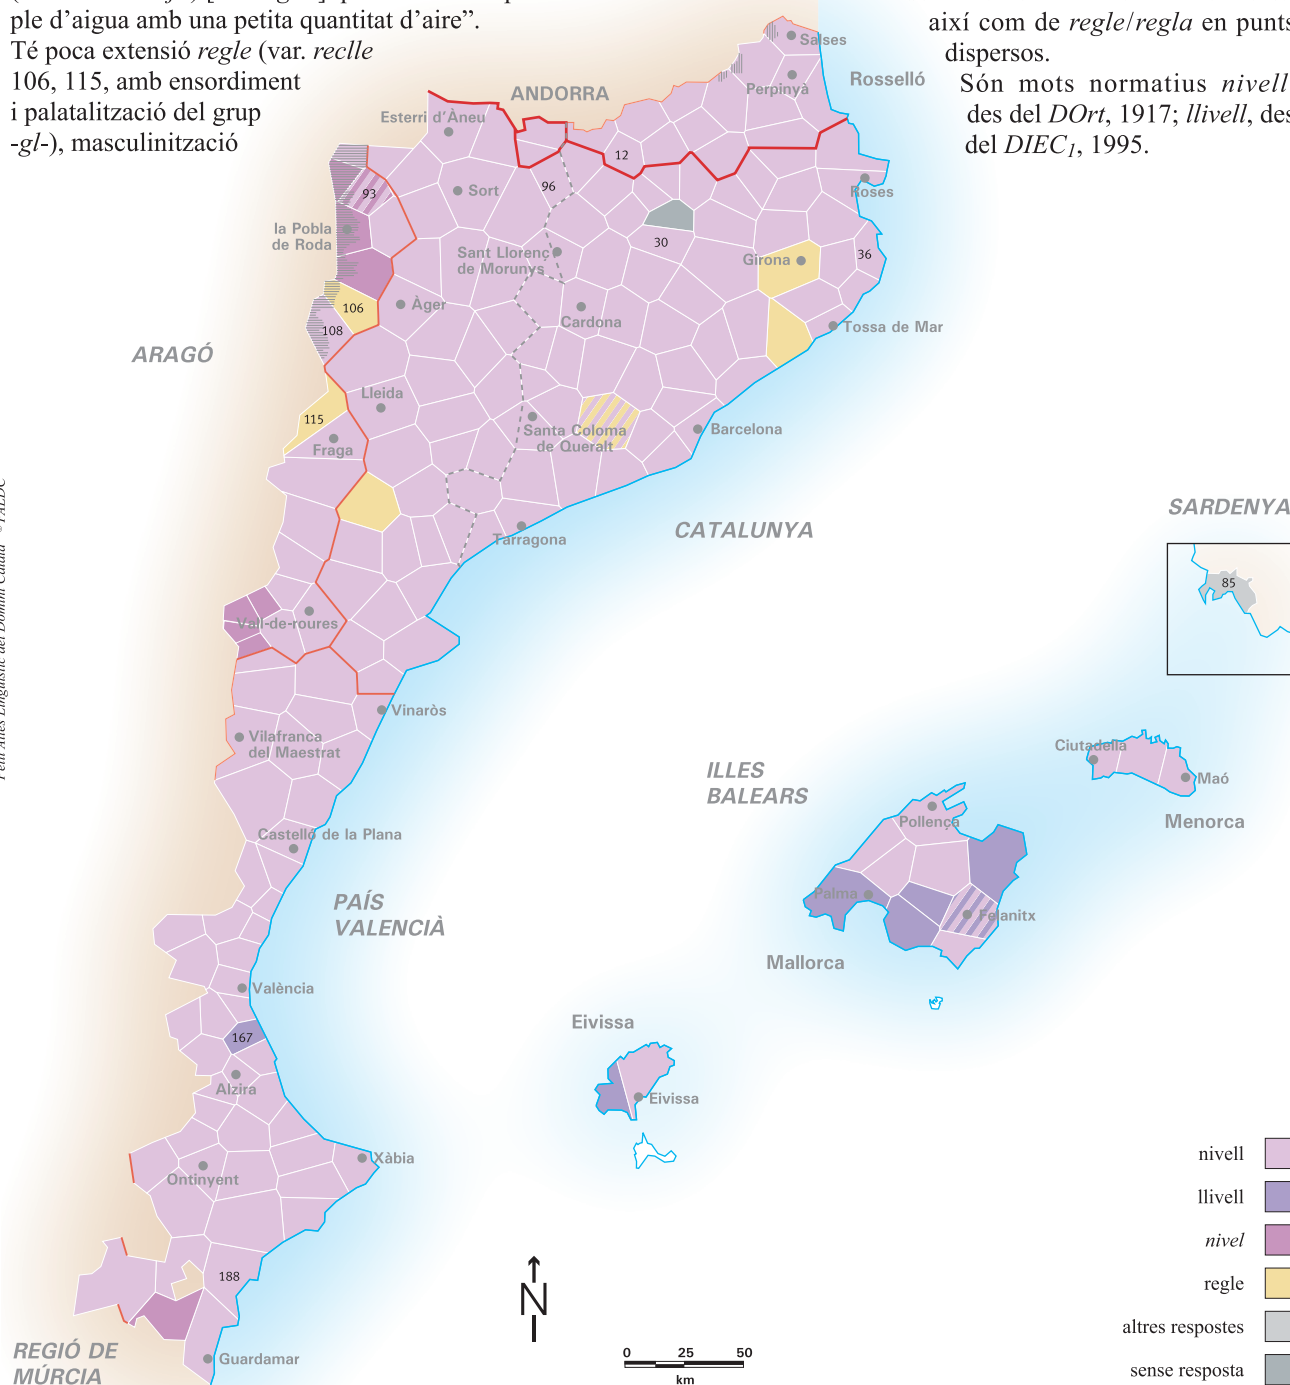 ple d'aigua amb una petita quantitat d'aire”.
Té poca extensió regle (var. reclle
106, 115, amb ensordiment
i palatalització del grup
-gl-), masculinització
així com de regle/regla en punts
dispersos.
Són mots normatius nivell
des del DOrt, 1917; llivell, des
del DIEC1, 1995.
ANDORRA
Salses
Perpinyà
Rosselló
Esterri d'Àneu
12
93
Sort
96
Roses
la Pobla
de Roda
Sant Llorenç
de Morunys
30
Girona
36
106
Àger
108
Cardona
Tossa de Mar
ARAGÓ
Lleida
115
Fraga
Santa Coloma
de Queralt
Barcelona
Tarragona
CATALUNYA
SARDENYA
85
Vall-de-roures
Vinaròs
Vilafranca
del Maestrat
ILLES
BALEARS
Ciutadella
Maó
Menorca
Pollença
Castelló de la Plana
PAÍS
VALENCIÀ
Palma
Felanitx
Mallorca
València
167
Alzira
Eivissa
Eivissa
Xàbia
Ontinyent
188
REGIÓ DE
MÚRCIA
Guardamar
N
0 25 50
km
nivell
llivell
nivel
regle
altres respostes
sense resposta